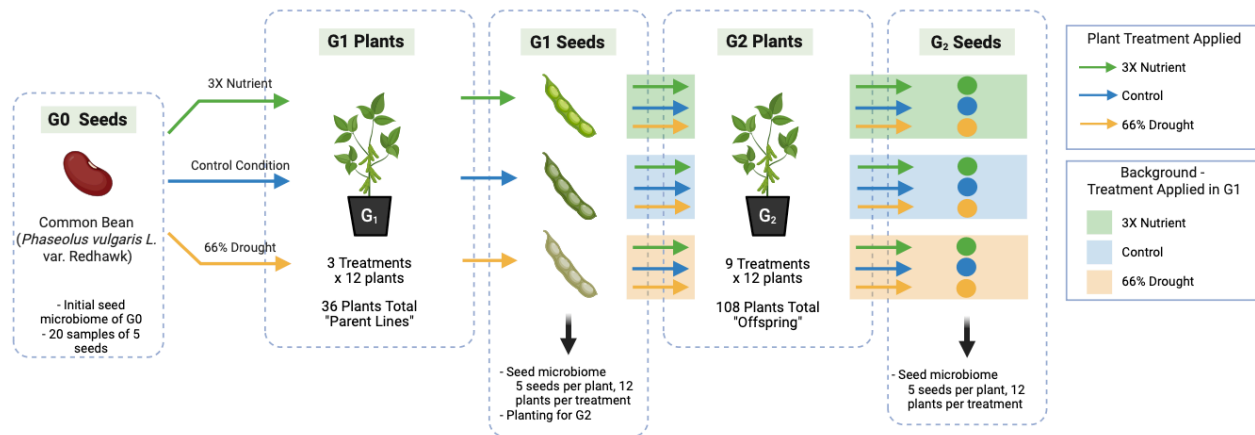 G0 Seeds
Common Bean
(Phaseolus vulgaris L.
var. Redhawk)
- Initial seed
microbiome of G0
- 20 samples of 5
seeds
3X Nutrient
Control Condition
66% Drought
G1 Plants
G1
3 Treatments
x 12 plants
36 Plants Total
"Parent Lines"
G1 Seeds
- Seed microbiome
5 seeds per plant, 12
plants per treatment
- Planting for G2
G2 Plants
G2
9 Treatments
x 12 plants
108 Plants Total
"Offspring"
G2 Seeds
- Seed microbiome
5 seeds per plant, 12
plants per treatment
Plant Treatment Applied
3X Nutrient
Control
66% Drought
Background -
Treatment Applied in G1
3X Nutrient
Control
66% Drought